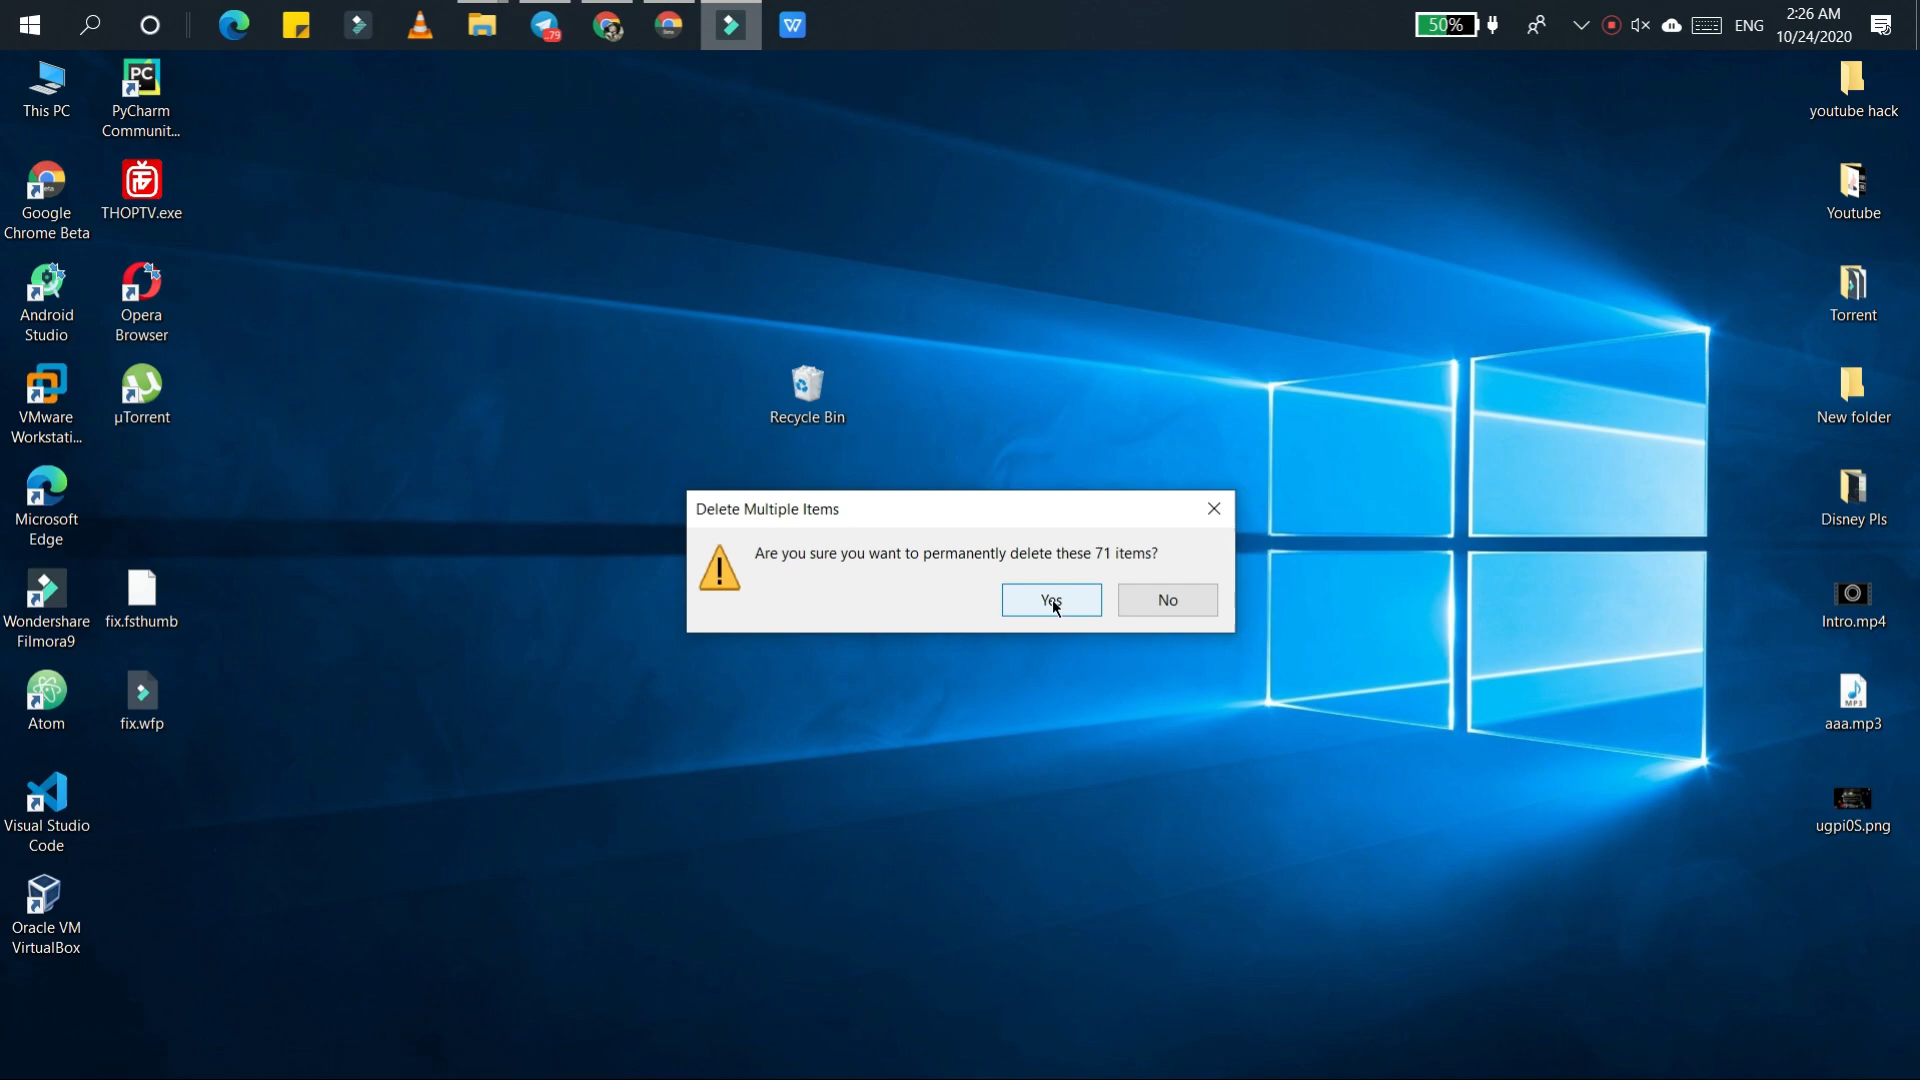 50%
ENG
2:26 AM
10/24/2020
79
This PC
PC
PyCharm
Communit...
Google
Chrome Beta
THOPTV.exe
Android
Studio
Opera
Browser
VMware
Workstati...
µTorrent
Microsoft
Edge
Wondershare
Filmora9
fix.fsthumb
Atom
fix.wfp
Visual Studio
Code
Oracle VM
VirtualBox
Recycle Bin
Delete Multiple Items
Are you sure you want to permanently delete these 71 items?
Yes
No
youtube hack
Youtube
Torrent
New folder
Disney Pls
Intro.mp4
MP3
aaa.mp3
ugpi0S.png